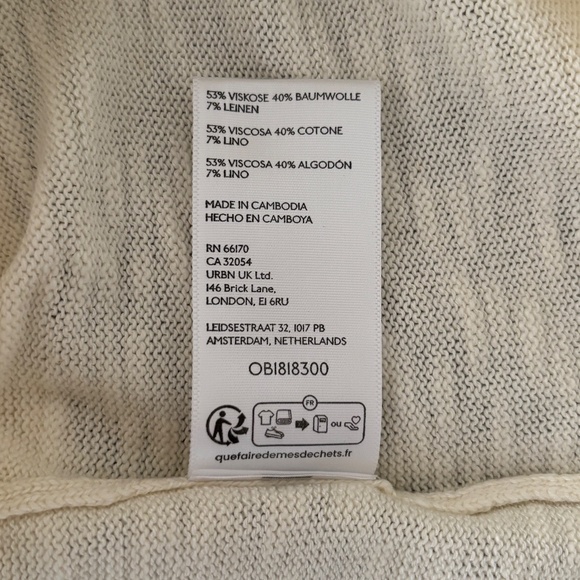 53% VISKOSE 40% BAUMWOLLE
7% LEINEN
53% VISCOSA 40% COTONE
7% LINO
53% VISCOSA 40% ALGODÓN
7% LINO
MADE IN CAMBODIA
HECHO EN CAMBOYA
RN 66170
CA 32054
URBN UK Ltd.
146 Brick Lane,
LONDON, E1 6RU
LEIDSESTRAAT 32, 1017 PB
AMSTERDAM, NETHERLANDS
OB1818300
FR
ou
quefairedemesdechets.fr